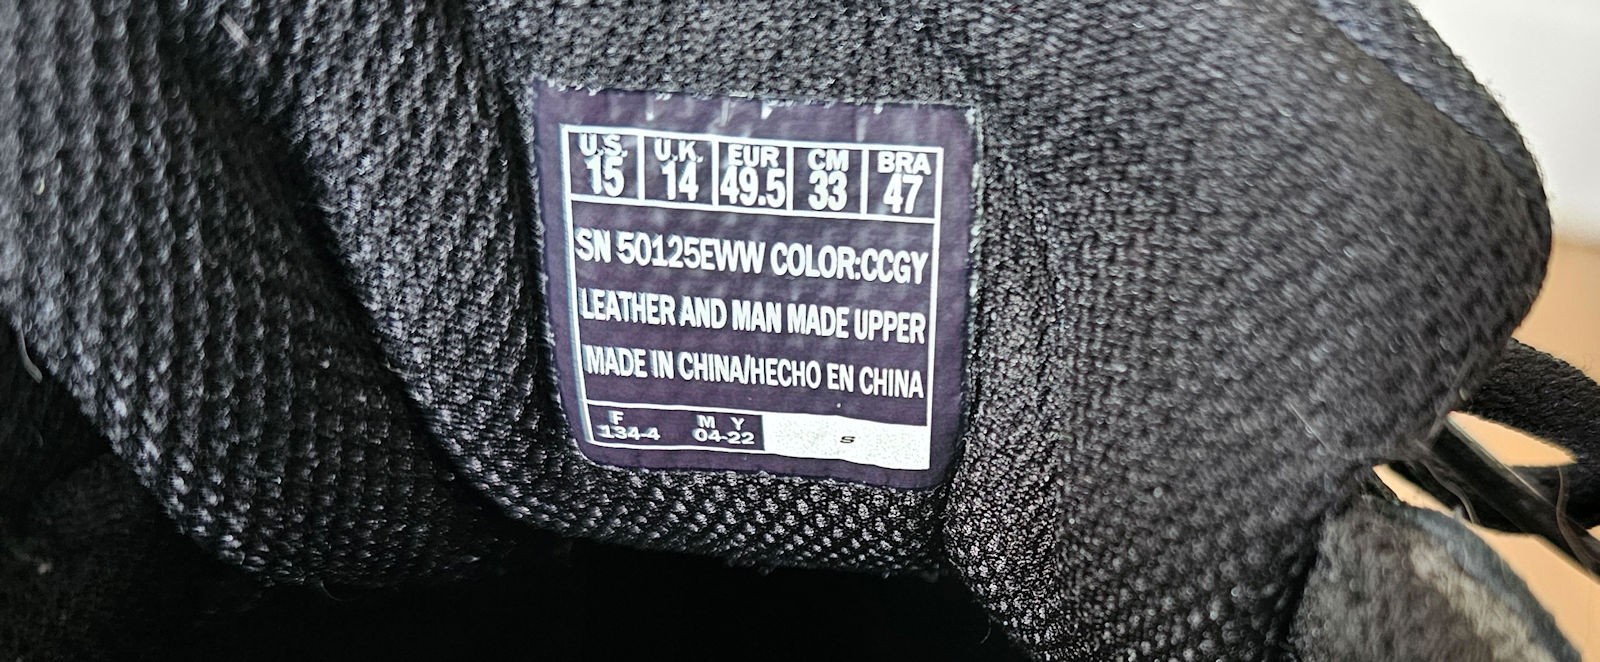 U.S. U.K. EUR CM BRA
15 14 49.5 33 47
SN 50125EWW COLOR:CCGY
LEATHER AND MAN MADE UPPER
MADE IN CHINA/HECHO EN CHINA
F M Y
134-4 04-22 S